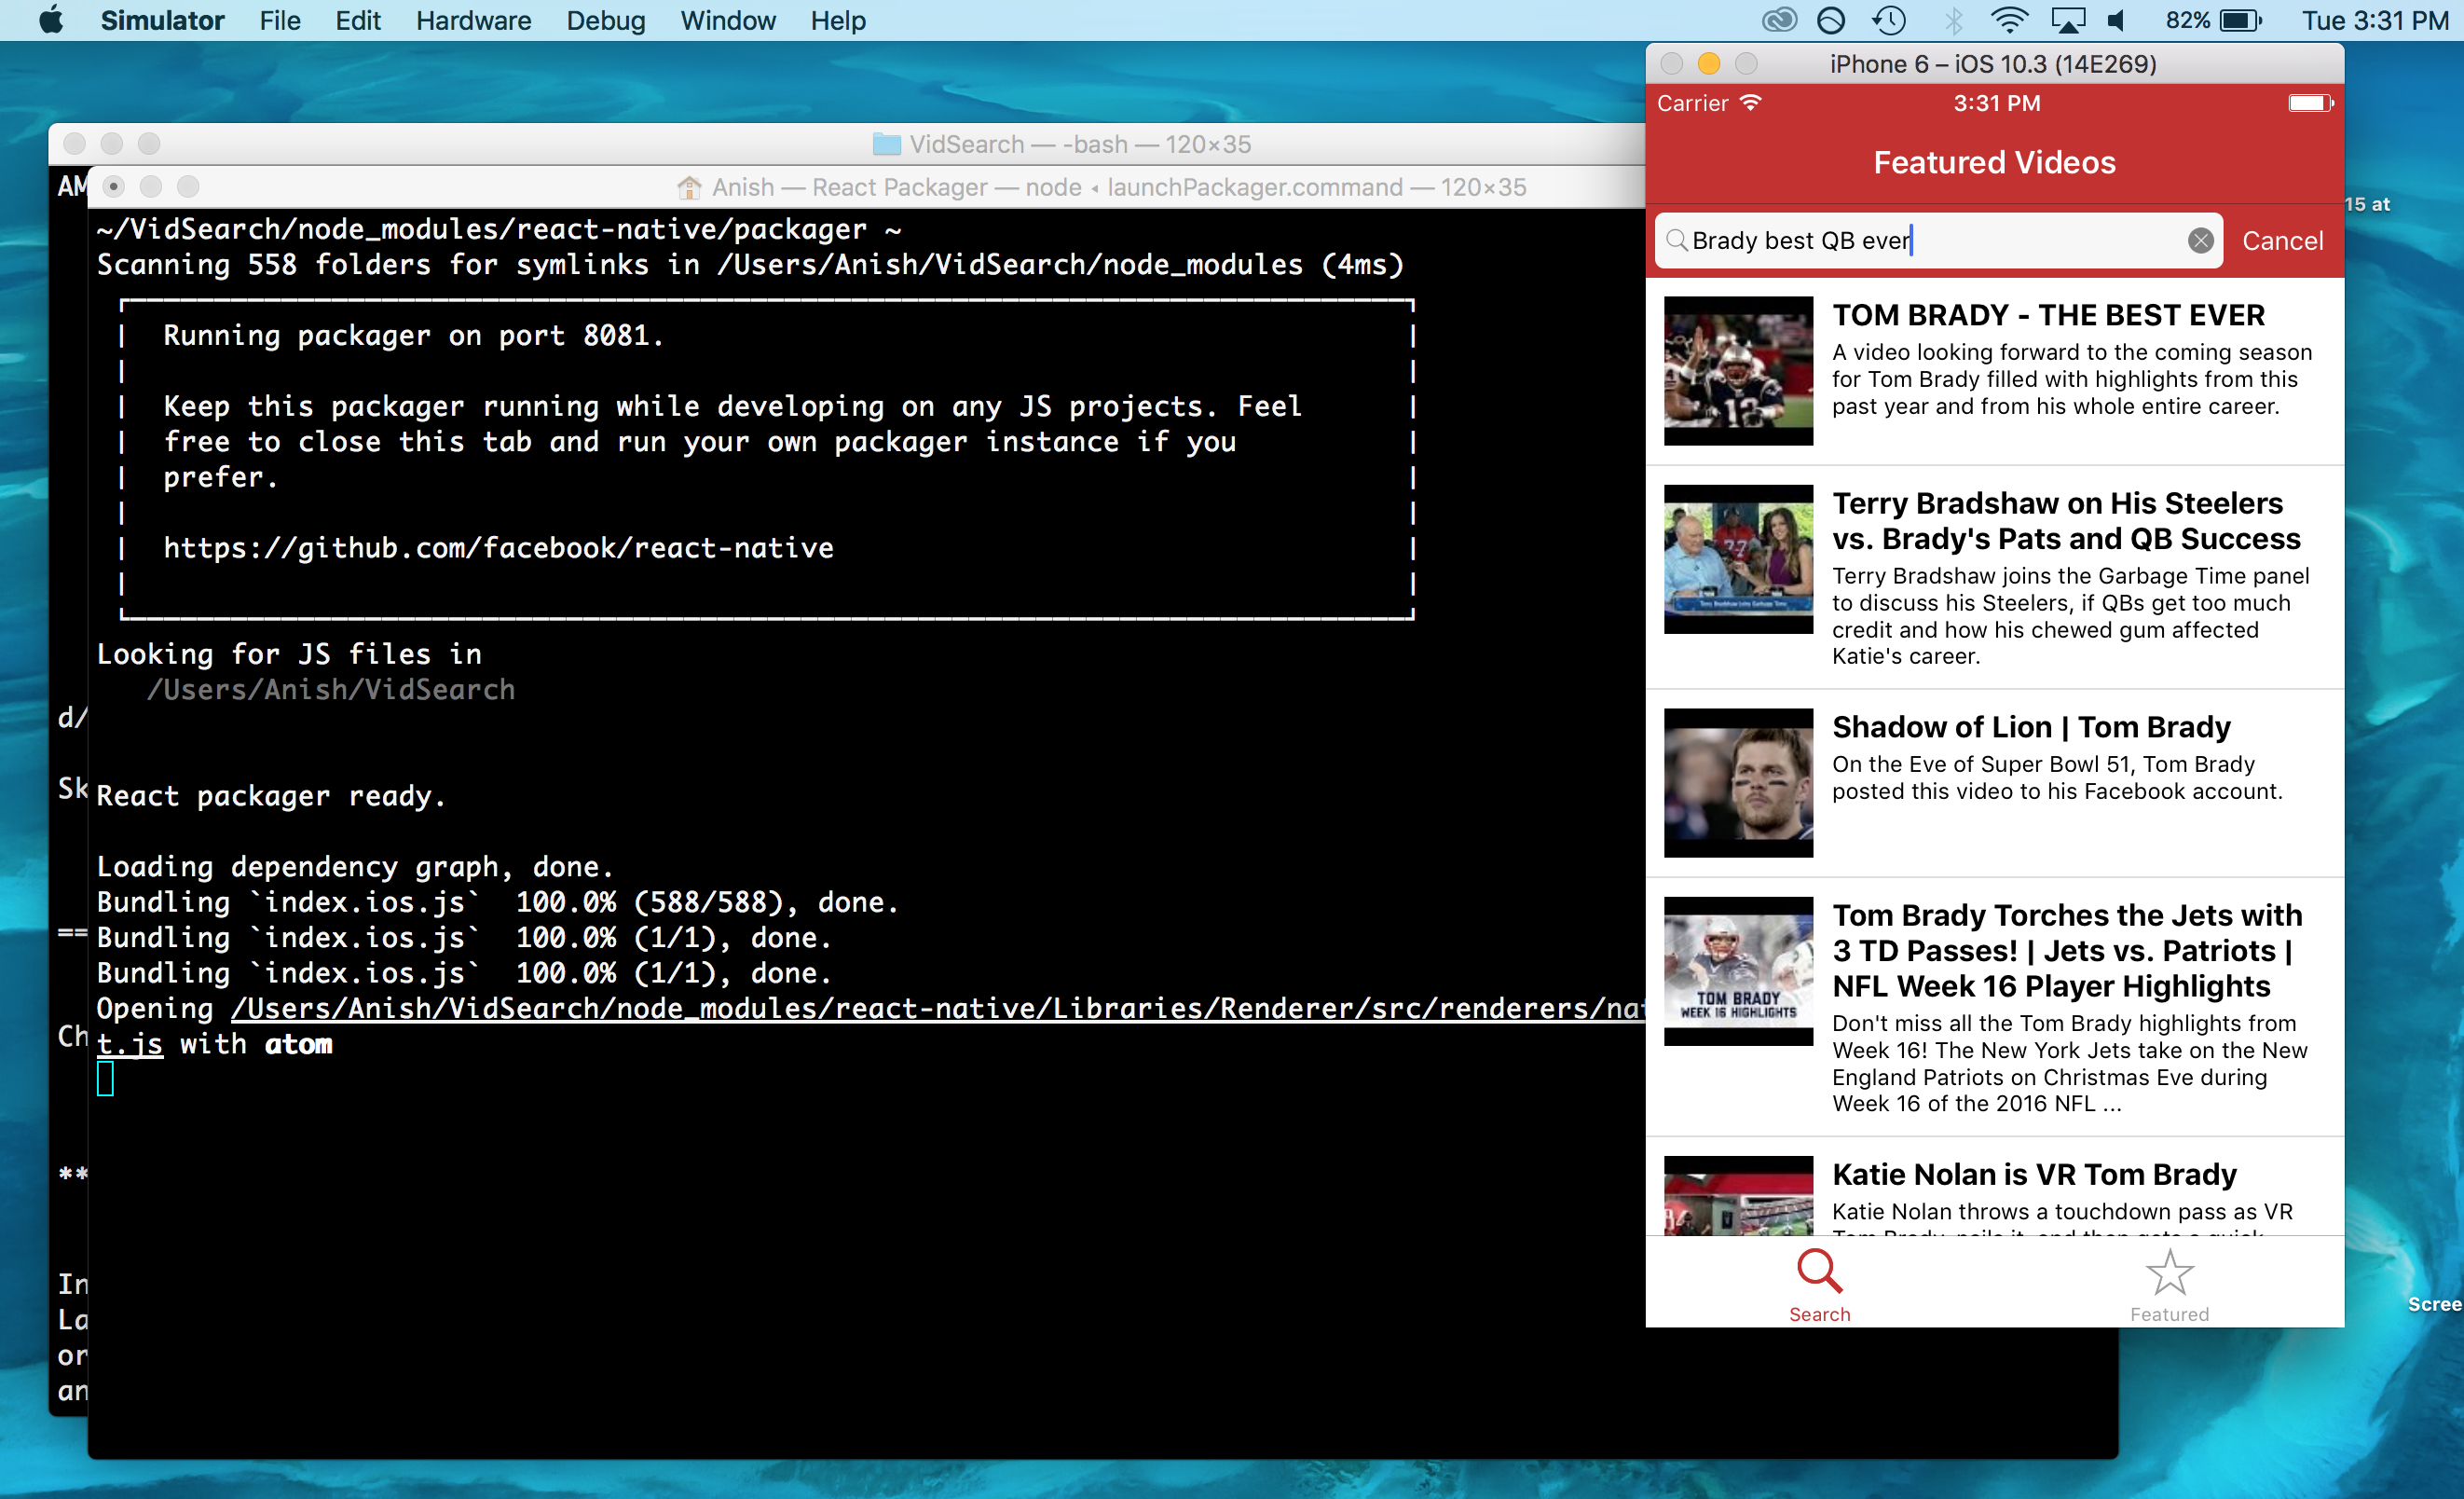 Simulator File Edit Hardware Debug Window Help 82% Tue 3:31 PM
VidSearch — -bash — 120×35
AM
Anish — React Packager — node ◂ launchPackager.command — 120×35
~/VidSearch/node_modules/react-native/packager ~
Scanning 558 folders for symlinks in /Users/Anish/VidSearch/node_modules (4ms)
Running packager on port 8081.
Keep this packager running while developing on any JS projects. Feel
free to close this tab and run your own packager instance if you
prefer.
https://github.com/facebook/react-native
Looking for JS files in
/Users/Anish/VidSearch
d/
Sk
React packager ready.
Loading dependency graph, done.
Bundling `index.ios.js` 100.0% (588/588), done.
==
Bundling `index.ios.js` 100.0% (1/1), done.
Bundling `index.ios.js` 100.0% (1/1), done.
Opening /Users/Anish/VidSearch/node_modules/react-native/Libraries/Renderer/src/renderers/nat
Ch
t.js with atom
**
In
La
or
an
iPhone 6 – iOS 10.3 (14E269)
Carrier 3:31 PM
Featured Videos
15 at
Brady best QB ever Cancel
TOM BRADY - THE BEST EVER
A video looking forward to the coming season
for Tom Brady filled with highlights from this
past year and from his whole entire career.
Terry Bradshaw on His Steelers
vs. Brady's Pats and QB Success
Terry Bradshaw joins the Garbage Time panel
to discuss his Steelers, if QBs get too much
credit and how his chewed gum affected
Katie's career.
Shadow of Lion | Tom Brady
On the Eve of Super Bowl 51, Tom Brady
posted this video to his Facebook account.
TOM BRADY
WEEK 16 HIGHLIGHTS
Tom Brady Torches the Jets with
3 TD Passes! | Jets vs. Patriots |
NFL Week 16 Player Highlights
Don't miss all the Tom Brady highlights from
Week 16! The New York Jets take on the New
England Patriots on Christmas Eve during
Week 16 of the 2016 NFL ...
Katie Nolan is VR Tom Brady
Katie Nolan throws a touchdown pass as VR
Search Featured
Scree